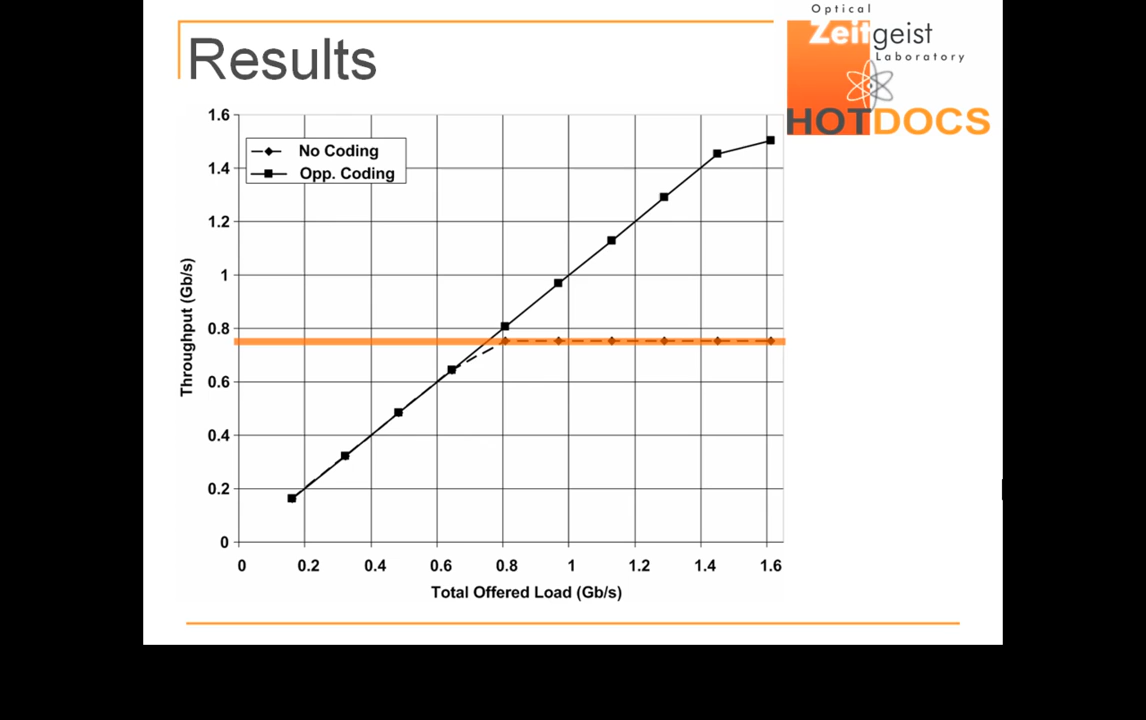 Optical
Zeitgeist
Laboratory
Results
HOTDOCS
1.6
No Coding
Opp. Coding
1.4
1.2
1
0.8
0.6
0.4
0.2
0
Throughput (Gb/s)
0 0.2 0.4 0.6 0.8 1 1.2 1.4 1.6
Total Offered Load (Gb/s)